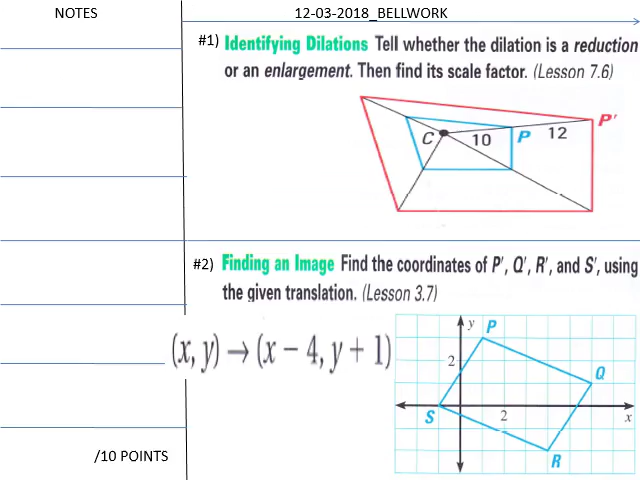 NOTES
12-03-2018_BELLWORK
#1) Identifying Dilations Tell whether the dilation is a reduction
or an enlargement. Then find its scale factor. (Lesson 7.6)
P'
C 10 P 12
#2) Finding an Image Find the coordinates of P', Q', R', and S', using
the given translation. (Lesson 3.7)
(x, y) → (x − 4, y + 1)
y P
2
Q
S 2 x
R
/10 POINTS